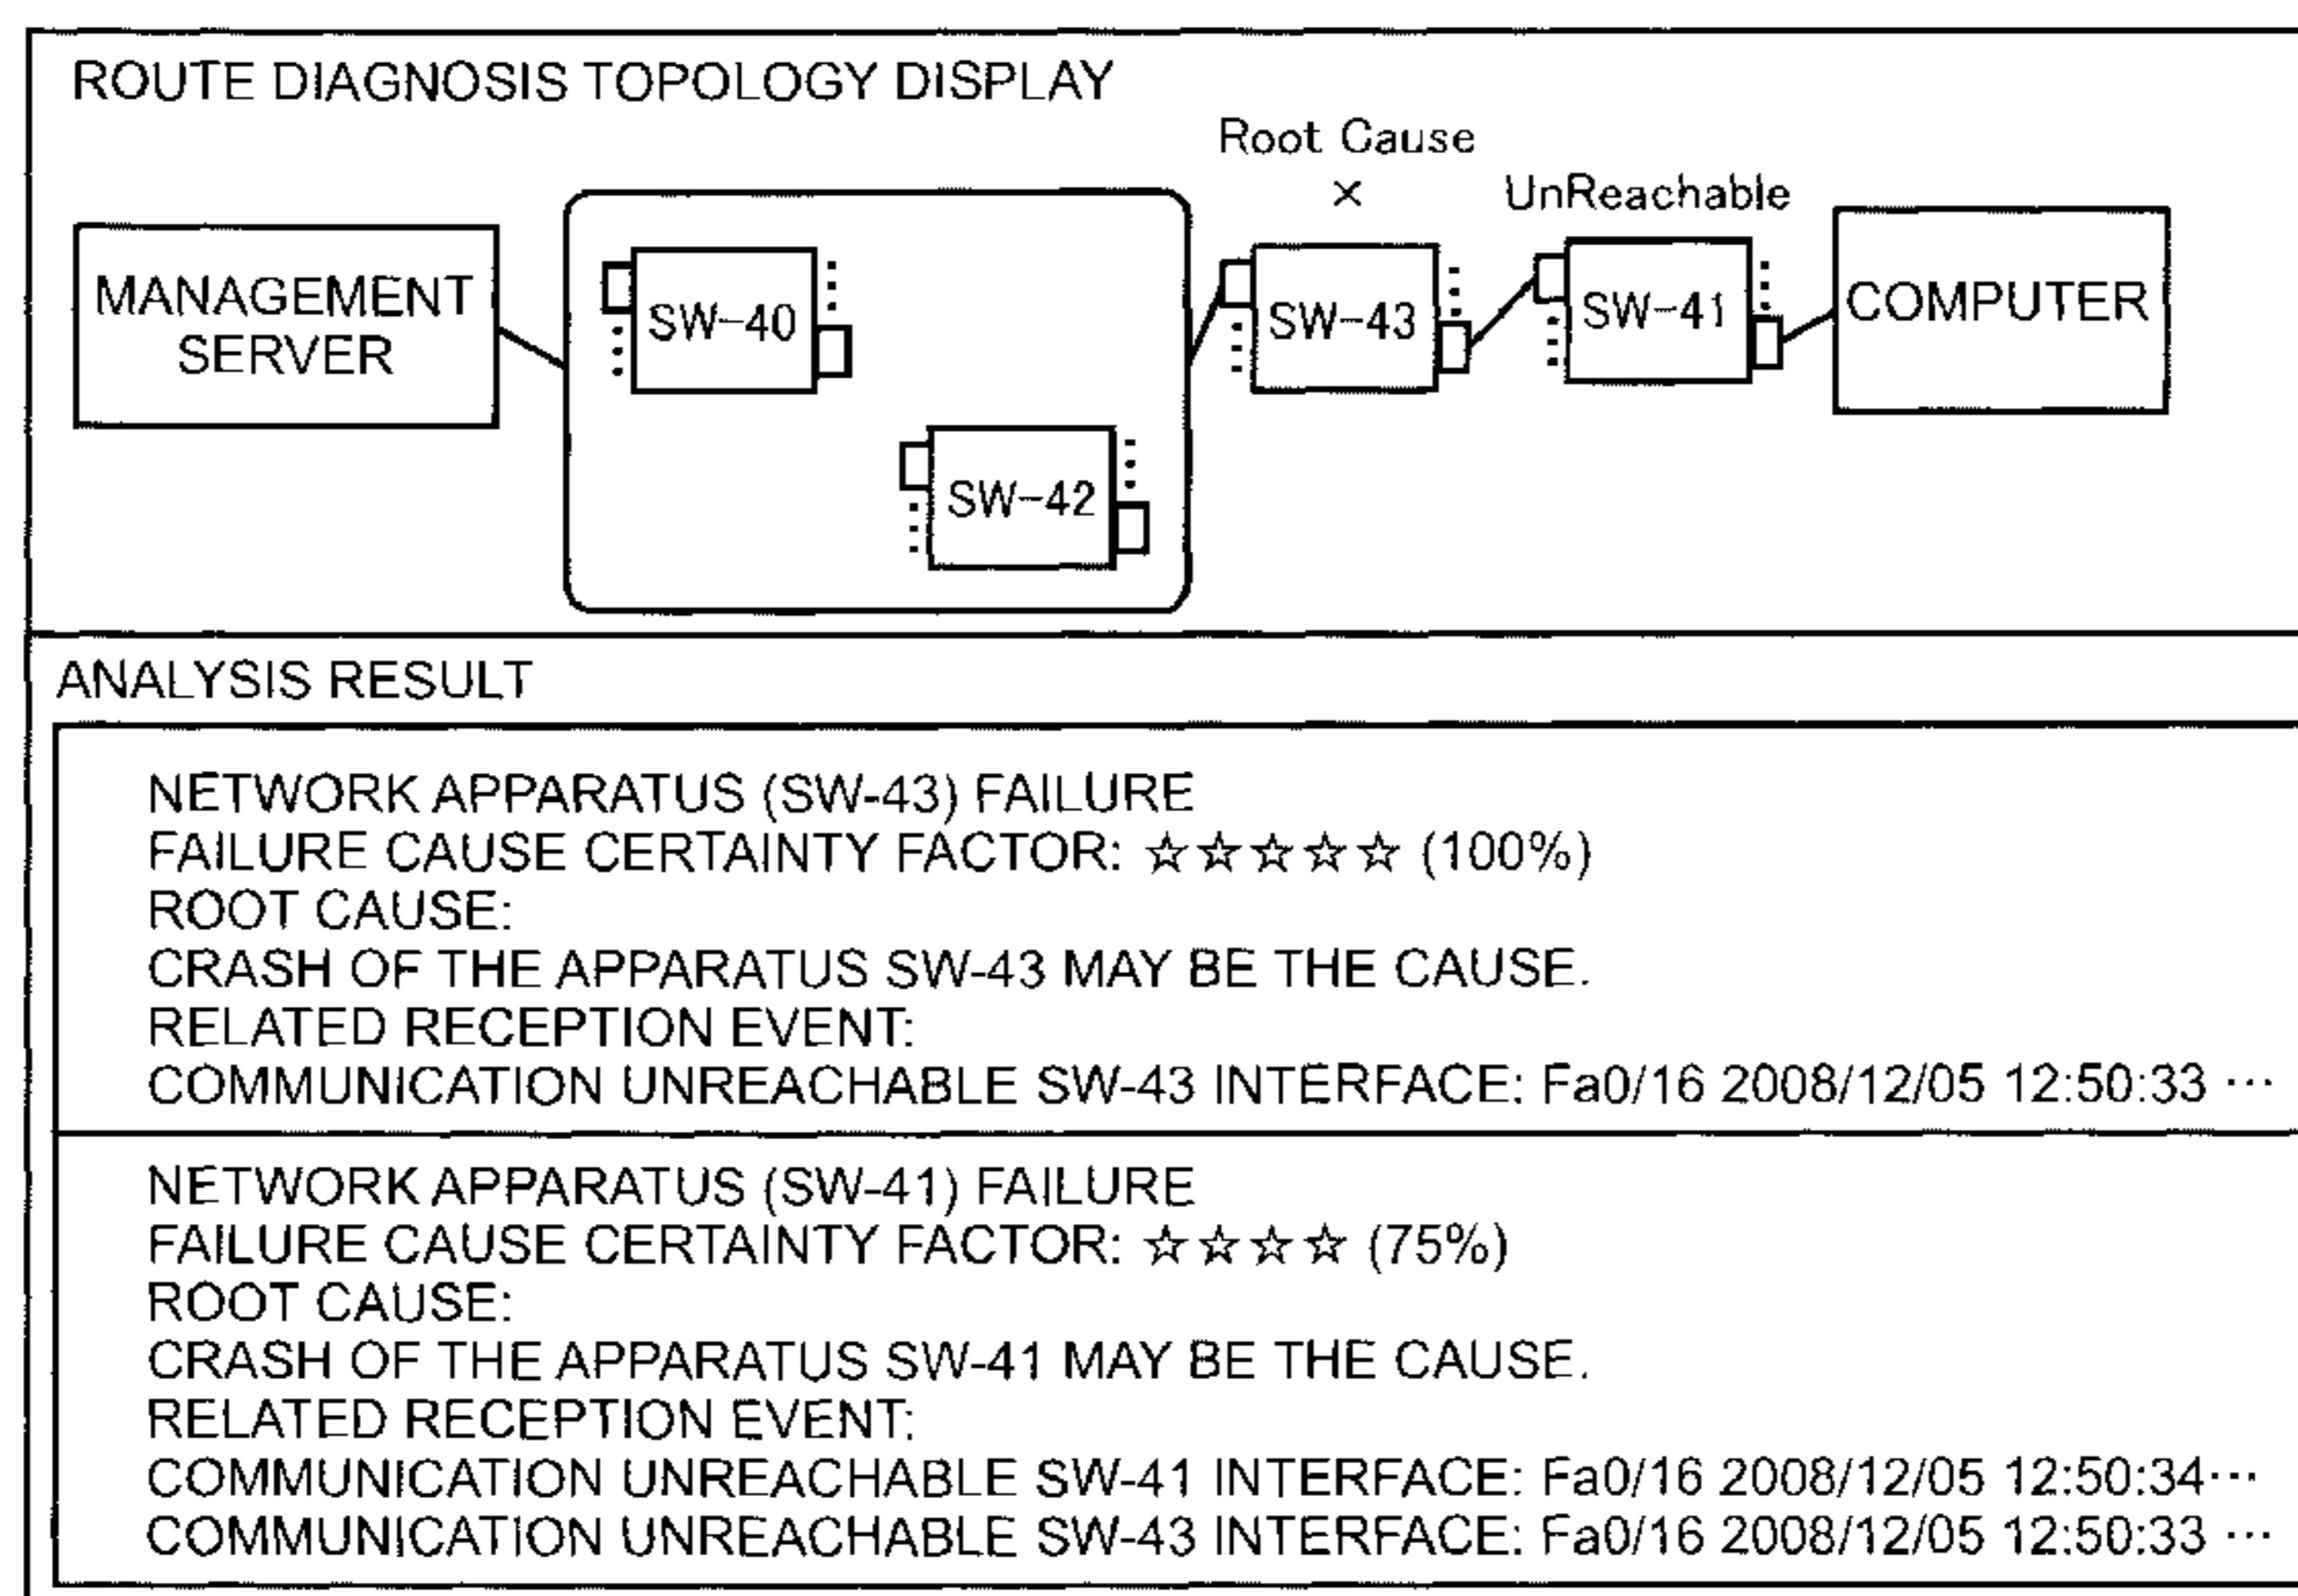 ROUTE DIAGNOSIS TOPOLOGY DISPLAY
Root Cause
×
UnReachable
MANAGEMENT
SERVER
SW-40
SW-42
SW-43
SW-41
COMPUTER
ANALYSIS RESULT
NETWORK APPARATUS (SW-43) FAILURE
FAILURE CAUSE CERTAINTY FACTOR: ☆☆☆☆☆ (100%)
ROOT CAUSE:
CRASH OF THE APPARATUS SW-43 MAY BE THE CAUSE.
RELATED RECEPTION EVENT:
COMMUNICATION UNREACHABLE SW-43 INTERFACE: Fa0/16 2008/12/05 12:50:33 ···
NETWORK APPARATUS (SW-41) FAILURE
FAILURE CAUSE CERTAINTY FACTOR: ☆☆☆☆ (75%)
ROOT CAUSE:
CRASH OF THE APPARATUS SW-41 MAY BE THE CAUSE.
RELATED RECEPTION EVENT:
COMMUNICATION UNREACHABLE SW-41 INTERFACE: Fa0/16 2008/12/05 12:50:34···
COMMUNICATION UNREACHABLE SW-43 INTERFACE: Fa0/16 2008/12/05 12:50:33 ···